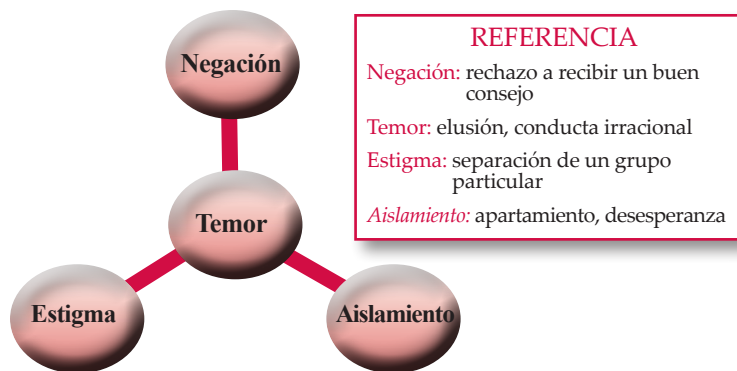 Negación
Temor
Estigma
Aislamiento
REFERENCIA
Negación: rechazo a recibir un buen
consejo
Temor: elusión, conducta irracional
Estigma: separación de un grupo
particular
Aislamiento: apartamiento, desesperanza